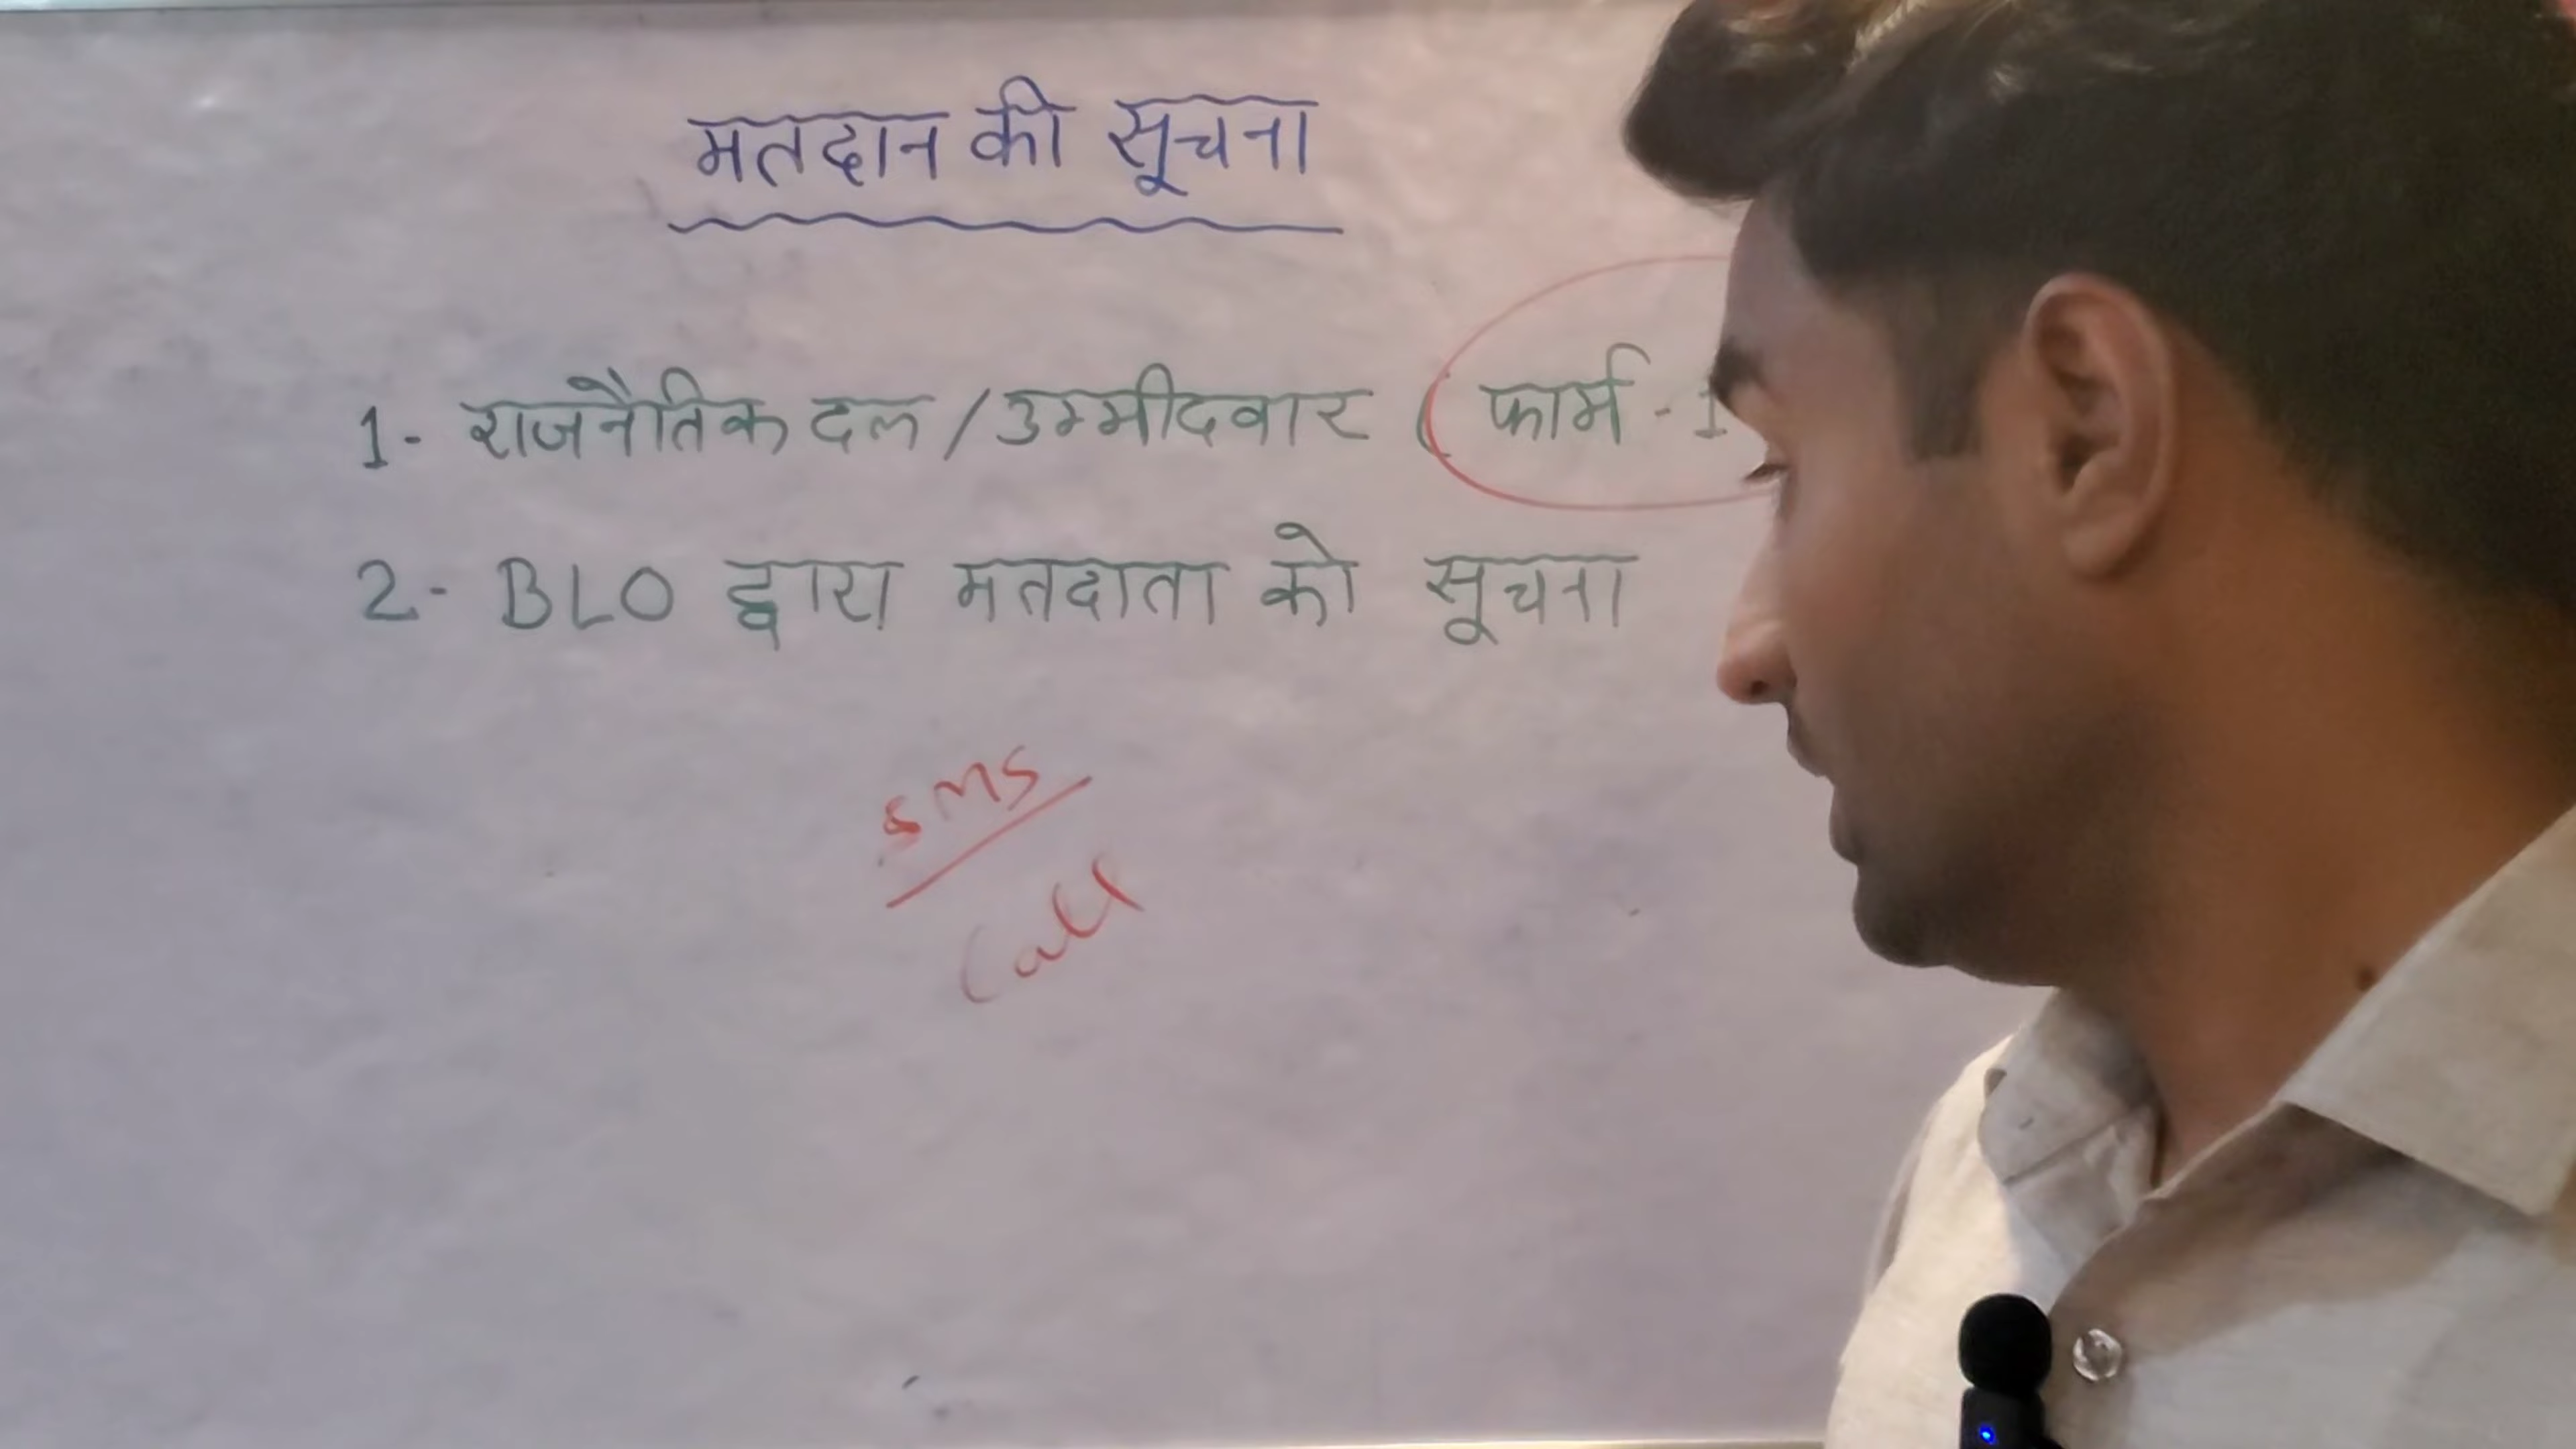 मतदान की सूचना
1- राजनैतिक दल / उम्मीदवार ( फार्म - 1
2- BLO द्वारा मतदाता को सूचना
SMS
Call